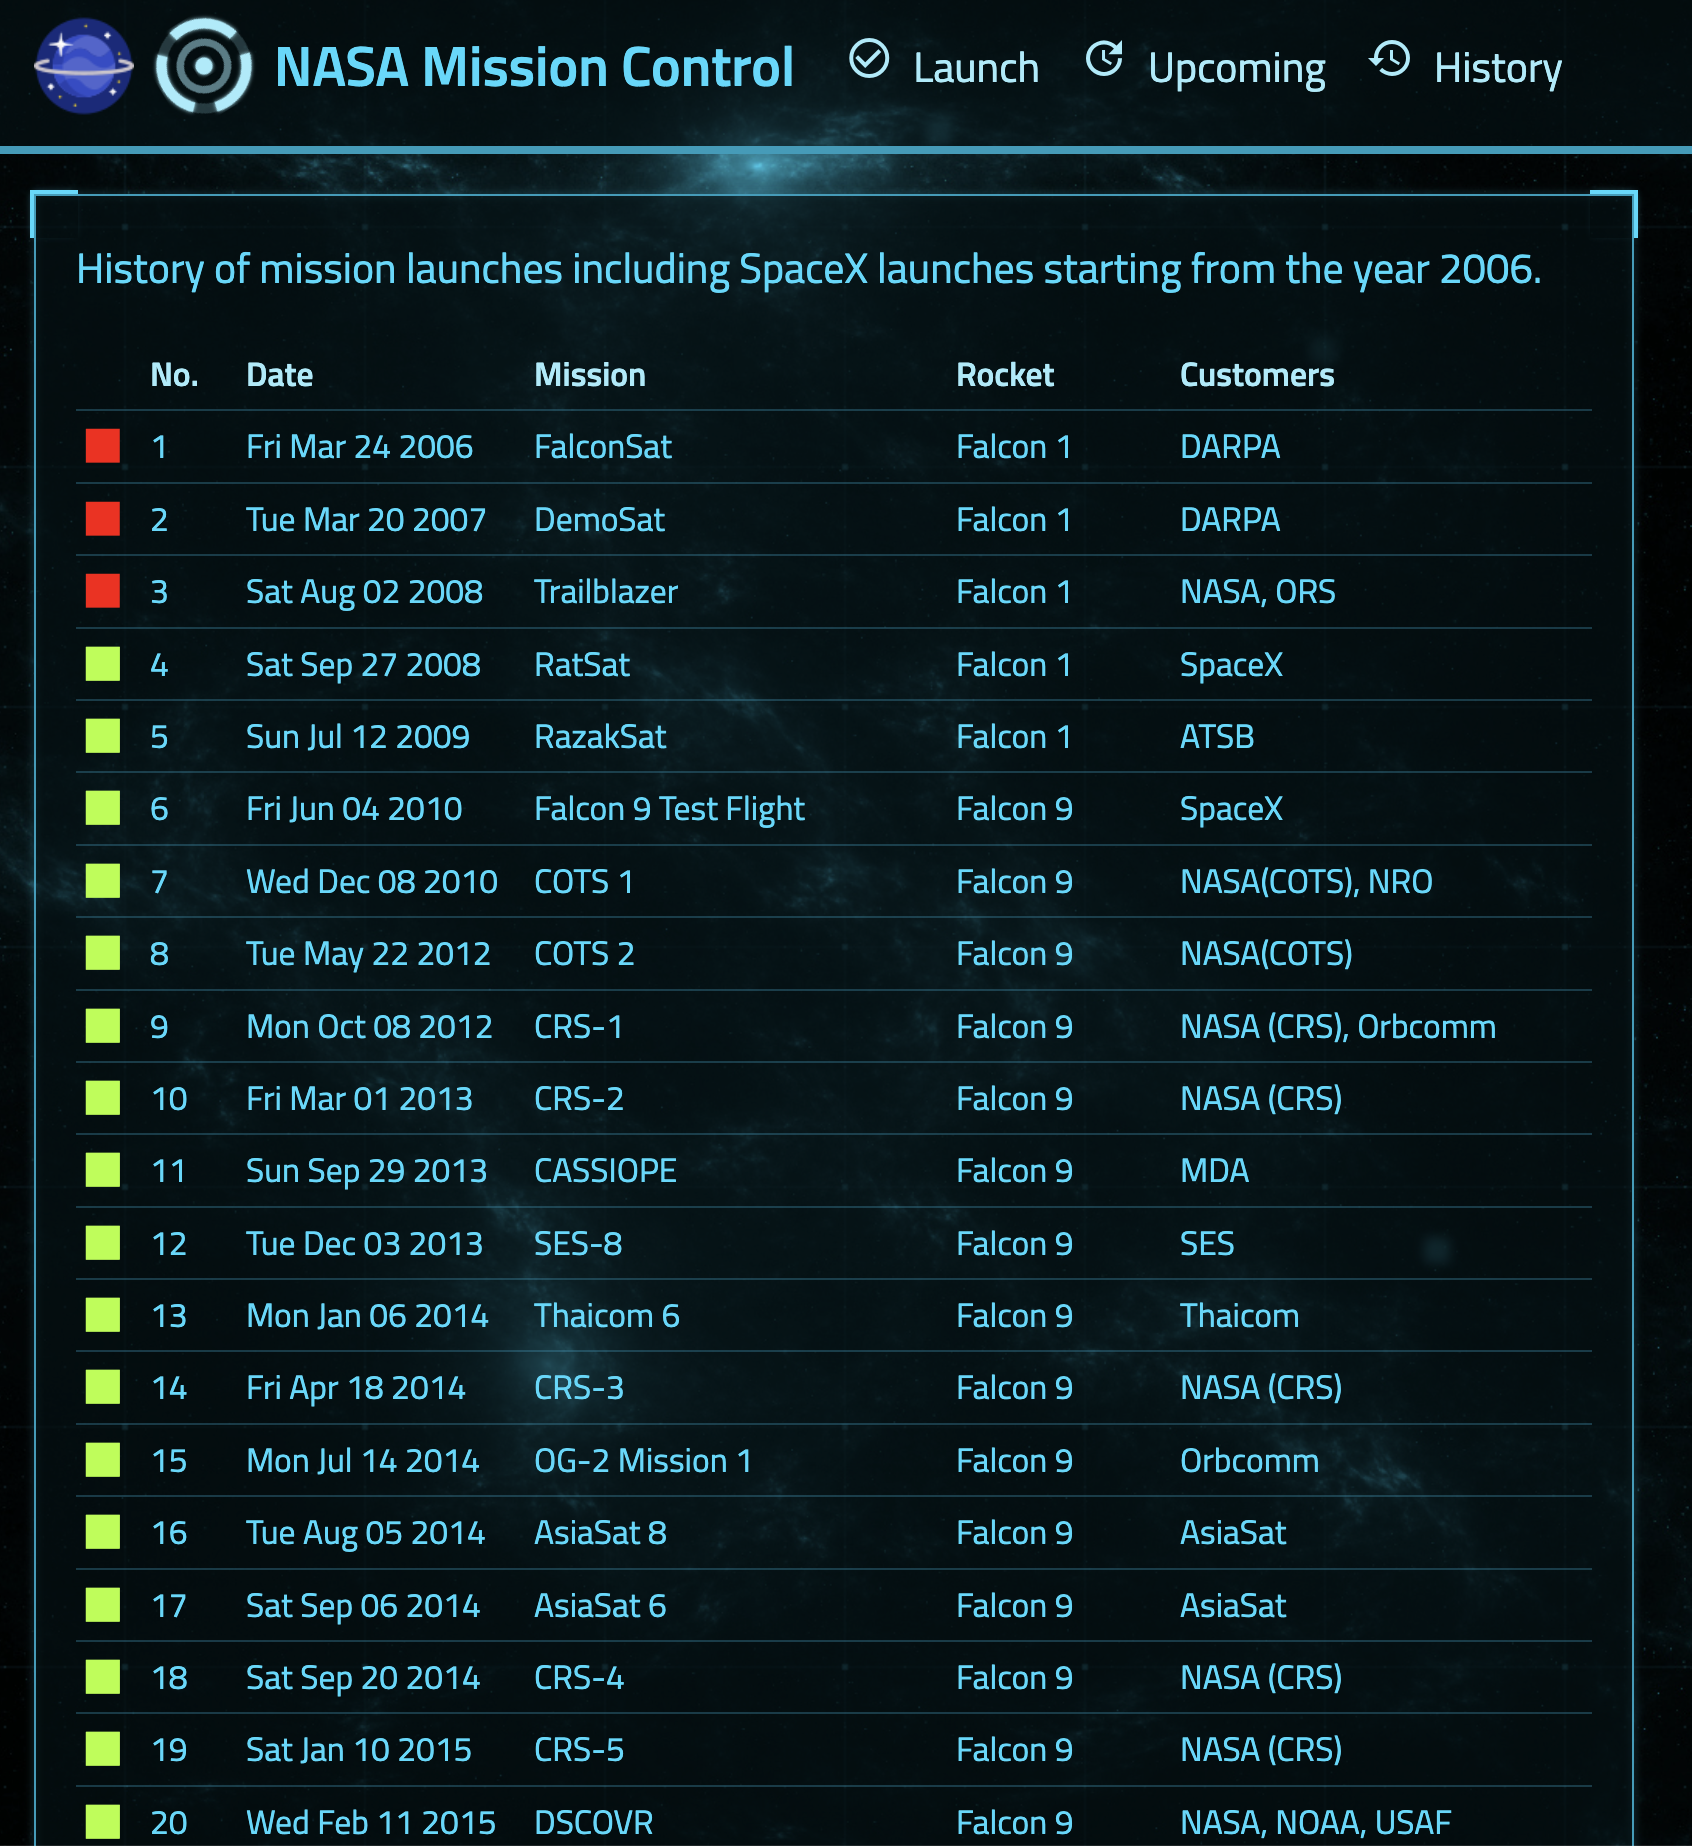 NASA Mission Control Launch Upcoming History
History of mission launches including SpaceX launches starting from the year 2006.
No. Date Mission Rocket Customers
1 Fri Mar 24 2006 FalconSat Falcon 1 DARPA
2 Tue Mar 20 2007 DemoSat Falcon 1 DARPA
3 Sat Aug 02 2008 Trailblazer Falcon 1 NASA, ORS
4 Sat Sep 27 2008 RatSat Falcon 1 SpaceX
5 Sun Jul 12 2009 RazakSat Falcon 1 ATSB
6 Fri Jun 04 2010 Falcon 9 Test Flight Falcon 9 SpaceX
7 Wed Dec 08 2010 COTS 1 Falcon 9 NASA(COTS), NRO
8 Tue May 22 2012 COTS 2 Falcon 9 NASA(COTS)
9 Mon Oct 08 2012 CRS-1 Falcon 9 NASA (CRS), Orbcomm
10 Fri Mar 01 2013 CRS-2 Falcon 9 NASA (CRS)
11 Sun Sep 29 2013 CASSIOPE Falcon 9 MDA
12 Tue Dec 03 2013 SES-8 Falcon 9 SES
13 Mon Jan 06 2014 Thaicom 6 Falcon 9 Thaicom
14 Fri Apr 18 2014 CRS-3 Falcon 9 NASA (CRS)
15 Mon Jul 14 2014 OG-2 Mission 1 Falcon 9 Orbcomm
16 Tue Aug 05 2014 AsiaSat 8 Falcon 9 AsiaSat
17 Sat Sep 06 2014 AsiaSat 6 Falcon 9 AsiaSat
18 Sat Sep 20 2014 CRS-4 Falcon 9 NASA (CRS)
19 Sat Jan 10 2015 CRS-5 Falcon 9 NASA (CRS)
20 Wed Feb 11 2015 DSCOVR Falcon 9 NASA, NOAA, USAF